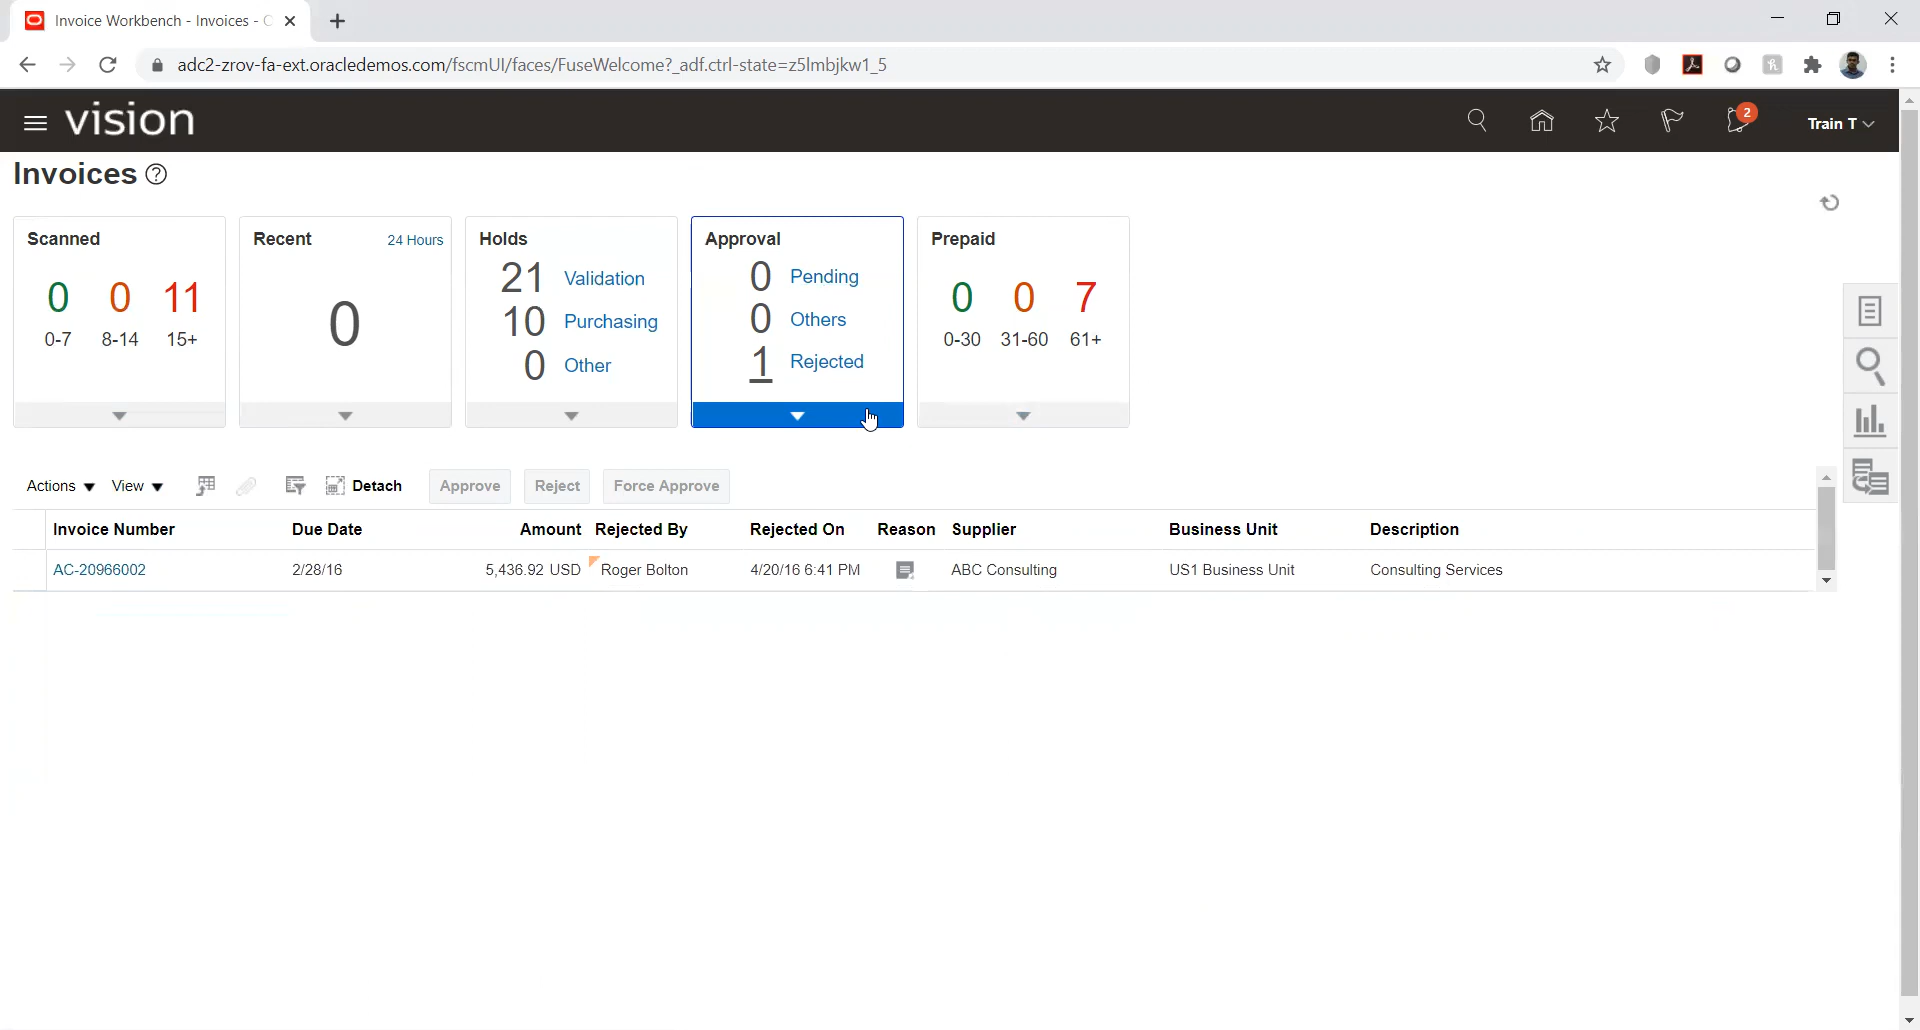 Invoice Workbench - Invoices -
adc2-zrov-fa-ext.oracledemos.com/fscmUI/faces/FuseWelcome?_adf.ctrl-state=z5lmbjkw1_5
vision
2
Train T
Invoices ?
Scanned
0 0 11
0-7 8-14 15+
Recent 24 Hours
0
Holds
21 Validation
10 Purchasing
0 Other
Approval
0 Pending
0 Others
1 Rejected
Prepaid
0 0 7
0-30 31-60 61+
Actions View Detach Approve Reject Force Approve
Invoice Number Due Date Amount Rejected By Rejected On Reason Supplier Business Unit Description
AC-20966002 2/28/16 5,436.92 USD Roger Bolton 4/20/16 6:41 PM ABC Consulting US1 Business Unit Consulting Services